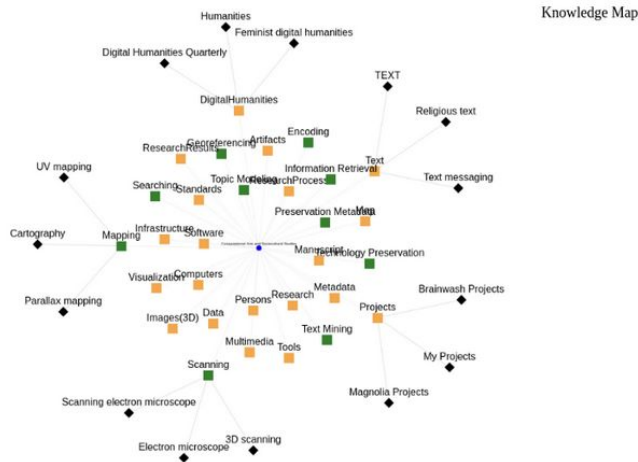 Knowledge Map
Humanities
Feminist digital humanities
Digital Humanities Quarterly
DigitalHumanities
TEXT
Religious text
Text messaging
Text
Encoding
Georeferencing
Artifacts
ResearchResults
Information Retrieval
Topic Modeling
ResearchProcess
UV mapping
Searching
Standards
Preservation Metadata
Map
Cartography
Mapping
Infrastructure
Software
Manuscript
Technology Preservation
Parallax mapping
Visualization
Computers
Persons
Research
Metadata
Brainwash Projects
Projects
Images(3D)
Data
Text Mining
Multimedia
Tools
My Projects
Magnolia Projects
Scanning
Scanning electron microscope
Electron microscope
3D scanning